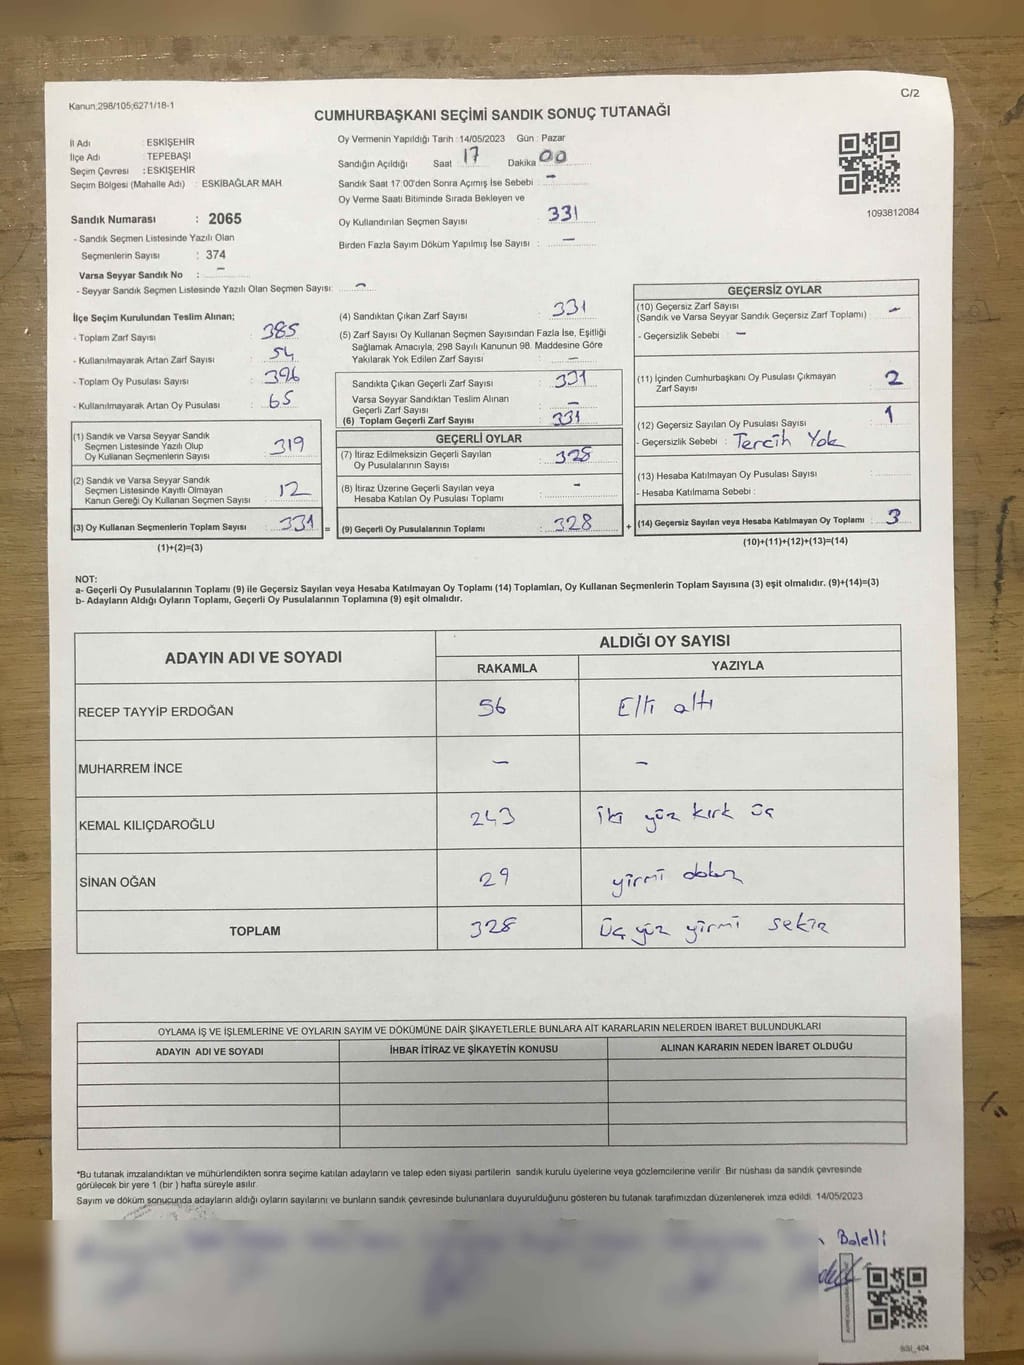 Kanun;298/105;6271/18-1
C/2
CUMHURBAŞKANI SEÇİMİ SANDIK SONUÇ TUTANAĞI
İl Adı : ESKİŞEHİR
İlçe Adı : TEPEBAŞI
Seçim Çevresi : ESKİŞEHİR
Seçim Bölgesi (Mahalle Adı) : ESKİBAĞLAR MAH.
Sandık Numarası : 2065
- Sandık Seçmen Listesinde Yazılı Olan
Seçmenlerin Sayısı : 374
Varsa Seyyar Sandık No : -
- Seyyar Sandık Seçmen Listesinde Yazılı Olan Seçmen Sayısı: -
Oy Vermenin Yapıldığı Tarih : 14/05/2023 Gün : Pazar
Sandığın Açıldığı Saat 17 Dakika 00
Sandık Saat 17:00'den Sonra Açımış İse Sebebi : -
Oy Verme Saati Bitiminde Sırada Bekleyen ve
Oy Kullandırılan Seçmen Sayısı : 331
Birden Fazla Sayım Döküm Yapılmış İse Sayısı : -
1093812084
İlçe Seçim Kurulundan Teslim Alınan;
- Toplam Zarf Sayısı : 385
- Kullanılmayarak Artan Zarf Sayısı : 54
- Toplam Oy Pusulası Sayısı : 396
- Kullanılmayarak Artan Oy Pusulası : 65
(1) Sandık ve Varsa Seyyar Sandık
Seçmen Listesinde Yazılı Olup
Oy Kullanan Seçmenlerin Sayısı : 319
(2) Sandık ve Varsa Seyyar Sandık
Seçmen Listesinde Kayıtlı Olmayan
Kanun Gereği Oy Kullanan Seçmen Sayısı : 12
(3) Oy Kullanan Seçmenlerin Toplam Sayısı : 331 =
(1)+(2)=(3)
(4) Sandıktan Çıkan Zarf Sayısı : 331
(5) Zarf Sayısı Oy Kullanan Seçmen Sayısından Fazla İse, Eşitliği
Sağlamak Amacıyla, 298 Sayılı Kanunun 98. Maddesine Göre
Yakılarak Yok Edilen Zarf Sayısı : -
Sandıkta Çıkan Geçerli Zarf Sayısı : 331
Varsa Seyyar Sandıktan Teslim Alınan
Geçerli Zarf Sayısı : -
(6) Toplam Geçerli Zarf Sayısı : 331
GEÇERLİ OYLAR
(7) İtiraz Edilmeksizin Geçerli Sayılan
Oy Pusulalarının Sayısı : 328
(8) İtiraz Üzerine Geçerli Sayılan veya
Hesaba Katılan Oy Pusulası Toplamı : -
(9) Geçerli Oy Pusulalarının Toplamı : 328 +
GEÇERSİZ OYLAR
(10) Geçersiz Zarf Sayısı
(Sandık ve Varsa Seyyar Sandık Geçersiz Zarf Toplamı) : -
- Geçersizlik Sebebi : -
(11) İçinden Cumhurbaşkanı Oy Pusulası Çıkmayan
Zarf Sayısı : 2
(12) Geçersiz Sayılan Oy Pusulası Sayısı : 1
- Geçersizlik Sebebi : Tercih Yok
(13) Hesaba Katılmayan Oy Pusulası Sayısı :
- Hesaba Katılmama Sebebi :
(14) Geçersiz Sayılan veya Hesaba Katılmayan Oy Toplamı : 3
(10)+(11)+(12)+(13)=(14)
NOT:
a- Geçerli Oy Pusulalarının Toplamı (9) ile Geçersiz Sayılan veya Hesaba Katılmayan Oy Toplamı (14) Toplamları, Oy Kullanan Seçmenlerin Toplam Sayısına (3) eşit olmalıdır. (9)+(14)=(3)
b- Adayların Aldığı Oyların Toplamı, Geçerli Oy Pusulalarının Toplamına (9) eşit olmalıdır.
ADAYIN ADI VE SOYADI ALDIĞI OY SAYISI
RAKAMLA YAZIYLA
RECEP TAYYİP ERDOĞAN 56 Elli altı
MUHARREM İNCE - -
KEMAL KILIÇDAROĞLU 243 iki yüz kırk üç
SİNAN OĞAN 29 yirmi dokuz
TOPLAM 328 Üç yüz yirmi sekiz
OYLAMA İŞ VE İŞLEMLERİNE VE OYLARIN SAYIM VE DÖKÜMÜNE DAİR ŞİKAYETLERLE BUNLARA AİT KARARLARIN NELERDEN İBARET BULUNDUKLARI
ADAYIN ADI VE SOYADI İHBAR İTİRAZ VE ŞİKAYETİN KONUSU ALINAN KARARIN NEDEN İBARET OLDUĞU
*Bu tutanak imzalandıktan ve mühürlendikten sonra seçime katılan adayların ve talep eden siyasi partilerin sandık kurulu üyelerine veya gözlemcilerine verilir. Bir nüshası da sandık çevresinde
görülecek bir yere 1 (bir ) hafta süreyle asılır.
Sayım ve döküm sonucunda adayların aldığı oyların sayılarını ve bunların sandık çevresinde bulunanlara duyurulduğunu gösteren bu tutanak tarafımızdan düzenlenerek imza edildi. 14/05/2023
Balelli